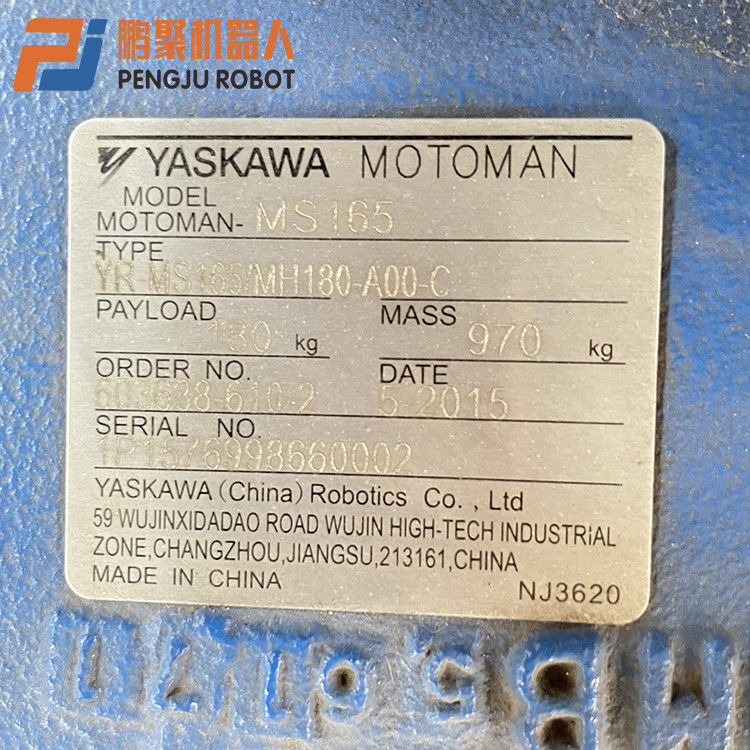 鹏聚机器人
PENGJU ROBOT
YASKAWA MOTOMAN
MODEL
MOTOMAN- MS165
TYPE
YR-MS165/MH180-A00-C
PAYLOAD 180 kg
MASS 970 kg
ORDER NO.
603638-610-2
DATE
5-2015
SERIAL NO.
1P1576998660002
YASKAWA (China) Robotics Co., Ltd
59 WUJINXIDADAO ROAD WUJIN HIGH-TECH INDUSTRIAL
ZONE,CHANGZHOU,JIANGSU,213161,CHINA
MADE IN CHINA
NJ3620